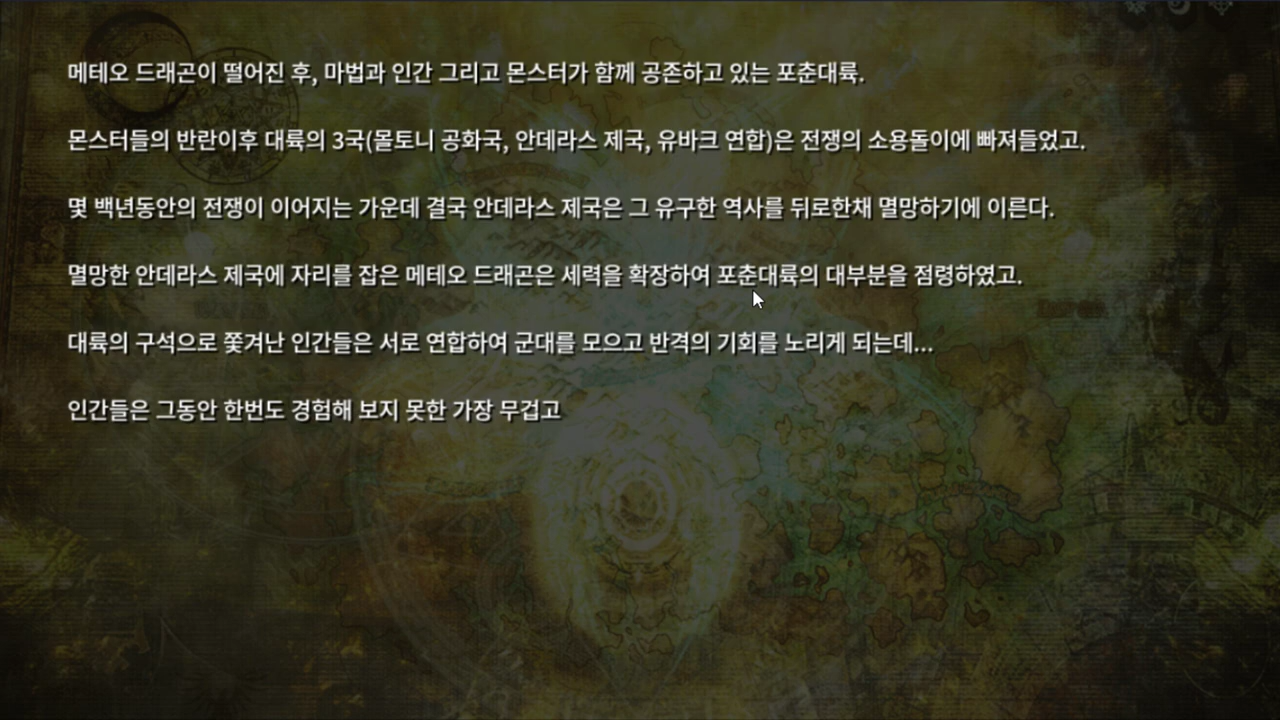 메테오 드래곤이 떨어진 후, 마법과 인간 그리고 몬스터가 함께 공존하고 있는 포춘대륙.
몬스터들의 반란이후 대륙의 3국(몰토니 공화국, 안데라스 제국, 유바크 연합)은 전쟁의 소용돌이에 빠져들었고.
몇 백년동안의 전쟁이 이어지는 가운데 결국 안데라스 제국은 그 유구한 역사를 뒤로한채 멸망하기에 이른다.
멸망한 안데라스 제국에 자리를 잡은 메테오 드래곤은 세력을 확장하여 포춘대륙의 대부분을 점령하였고.
대륙의 구석으로 쫓겨난 인간들은 서로 연합하여 군대를 모으고 반격의 기회를 노리게 되는데...
인간들은 그동안 한번도 경험해 보지 못한 가장 무겁고